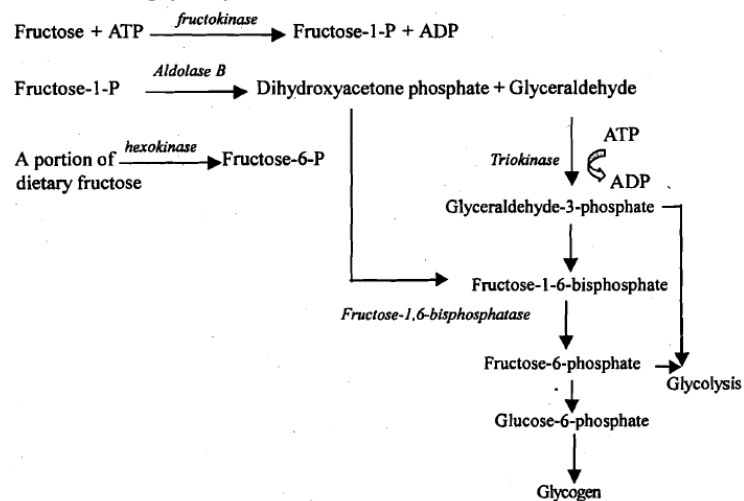 fructokinase
Fructose + ATP → Fructose-1-P + ADP
Aldolase B
Fructose-1-P → Dihydroxyacetone phosphate + Glyceraldehyde
hexokinase
A portion of → Fructose-6-P
dietary fructose
ATP
Triokinase
ADP
Glyceraldehyde-3-phosphate
Fructose-1-6-bisphosphate
Fructose-1,6-bisphosphatase
Fructose-6-phosphate
Glycolysis
Glucose-6-phosphate
Glycogen